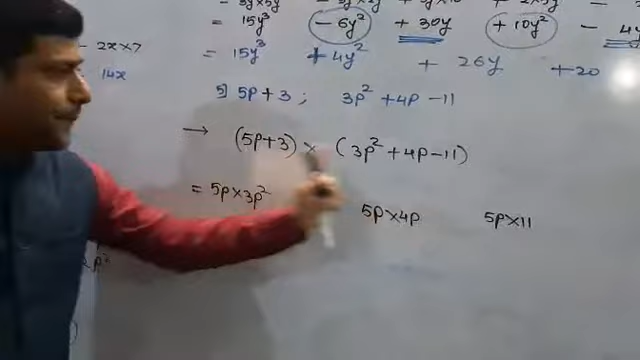 = 15y³ - 6y² + 30y + 10y² -
- 2x×7 = 15y³ + 4y² + 26y + 20
14x 5) 5p+3 ; 3p² + 4p - 11
→ (5p+3) × (3p² + 4p - 11)
= 5p×3p² 5p×4p 5p×11